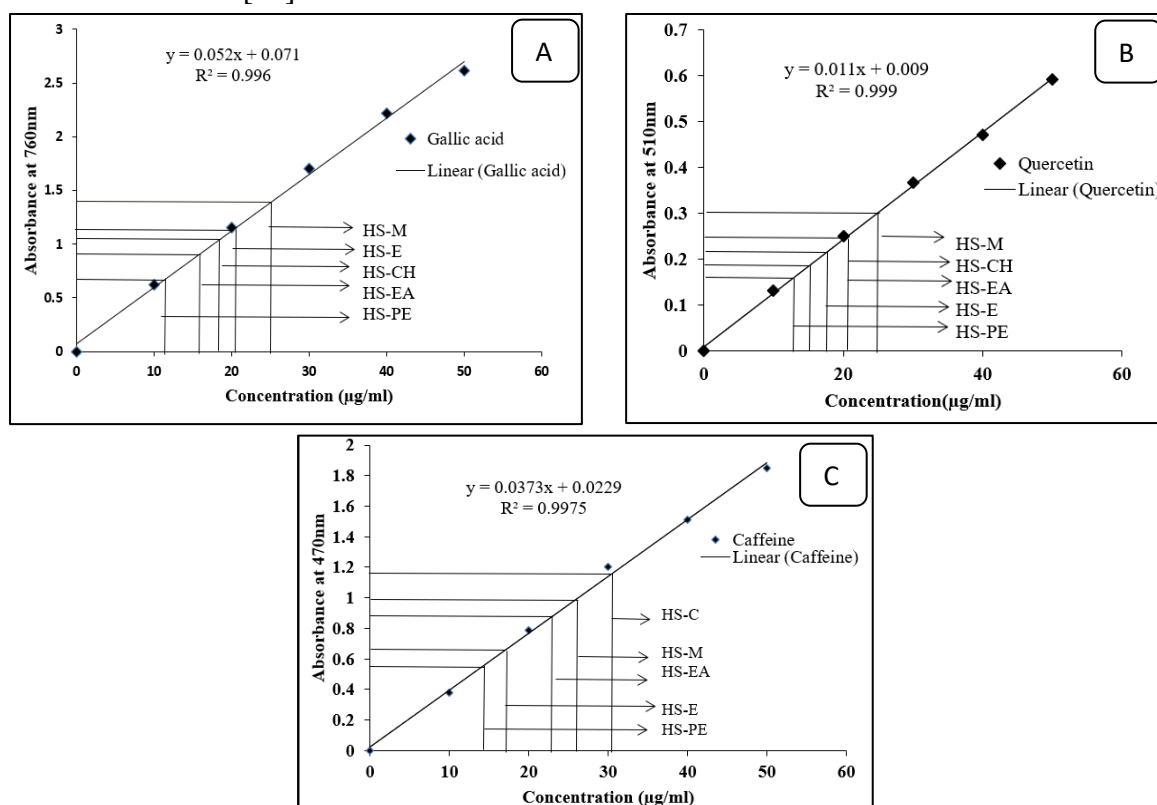 A
y = 0.052x + 0.071
R² = 0.996
Absorbance at 760nm
3
2.5
2
1.5
1
0.5
0
Gallic acid
Linear (Gallic acid)
HS-M
HS-E
HS-CH
HS-EA
HS-PE
0 10 20 30 40 50 60
Concentration (µg/ml)
B
y = 0.011x + 0.009
R² = 0.999
Absorbance at 510nm
0.7
0.6
0.5
0.4
0.3
0.2
0.1
0
Quercetin
Linear (Quercetin)
HS-M
HS-CH
HS-EA
HS-E
HS-PE
0 20 40 60
Concentration(µg/ml)
C
y = 0.0373x + 0.0229
R² = 0.9975
Absorbance at 470nm
2
1.8
1.6
1.4
1.2
1
0.8
0.6
0.4
0.2
0
Caffeine
Linear (Caffeine)
HS-C
HS-M
HS-EA
HS-E
HS-PE
0 10 20 30 40 50 60
Concentration (µg/ml)